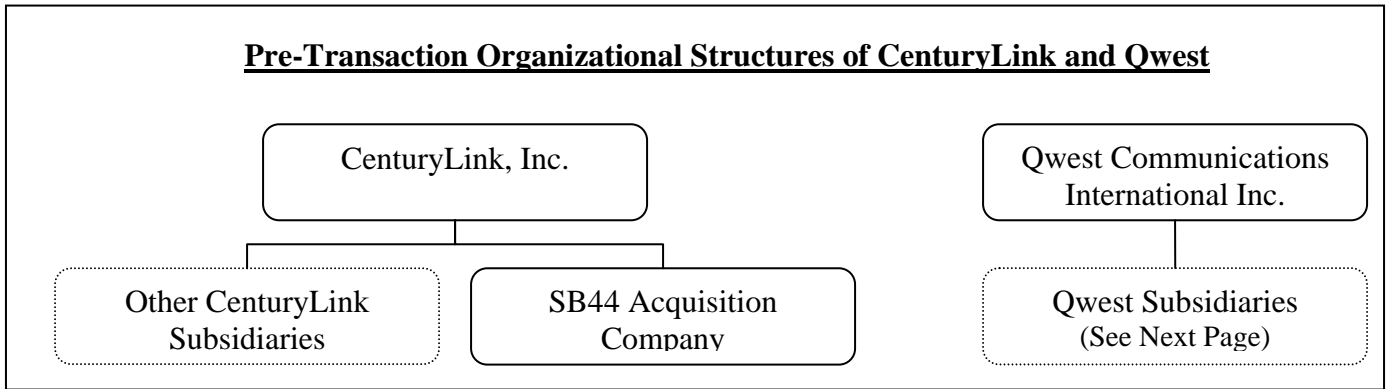 Pre-Transaction Organizational Structures of CenturyLink and Qwest
CenturyLink, Inc.
Qwest Communications
International Inc.
Other CenturyLink
Subsidiaries
SB44 Acquisition
Company
Qwest Subsidiaries
(See Next Page)